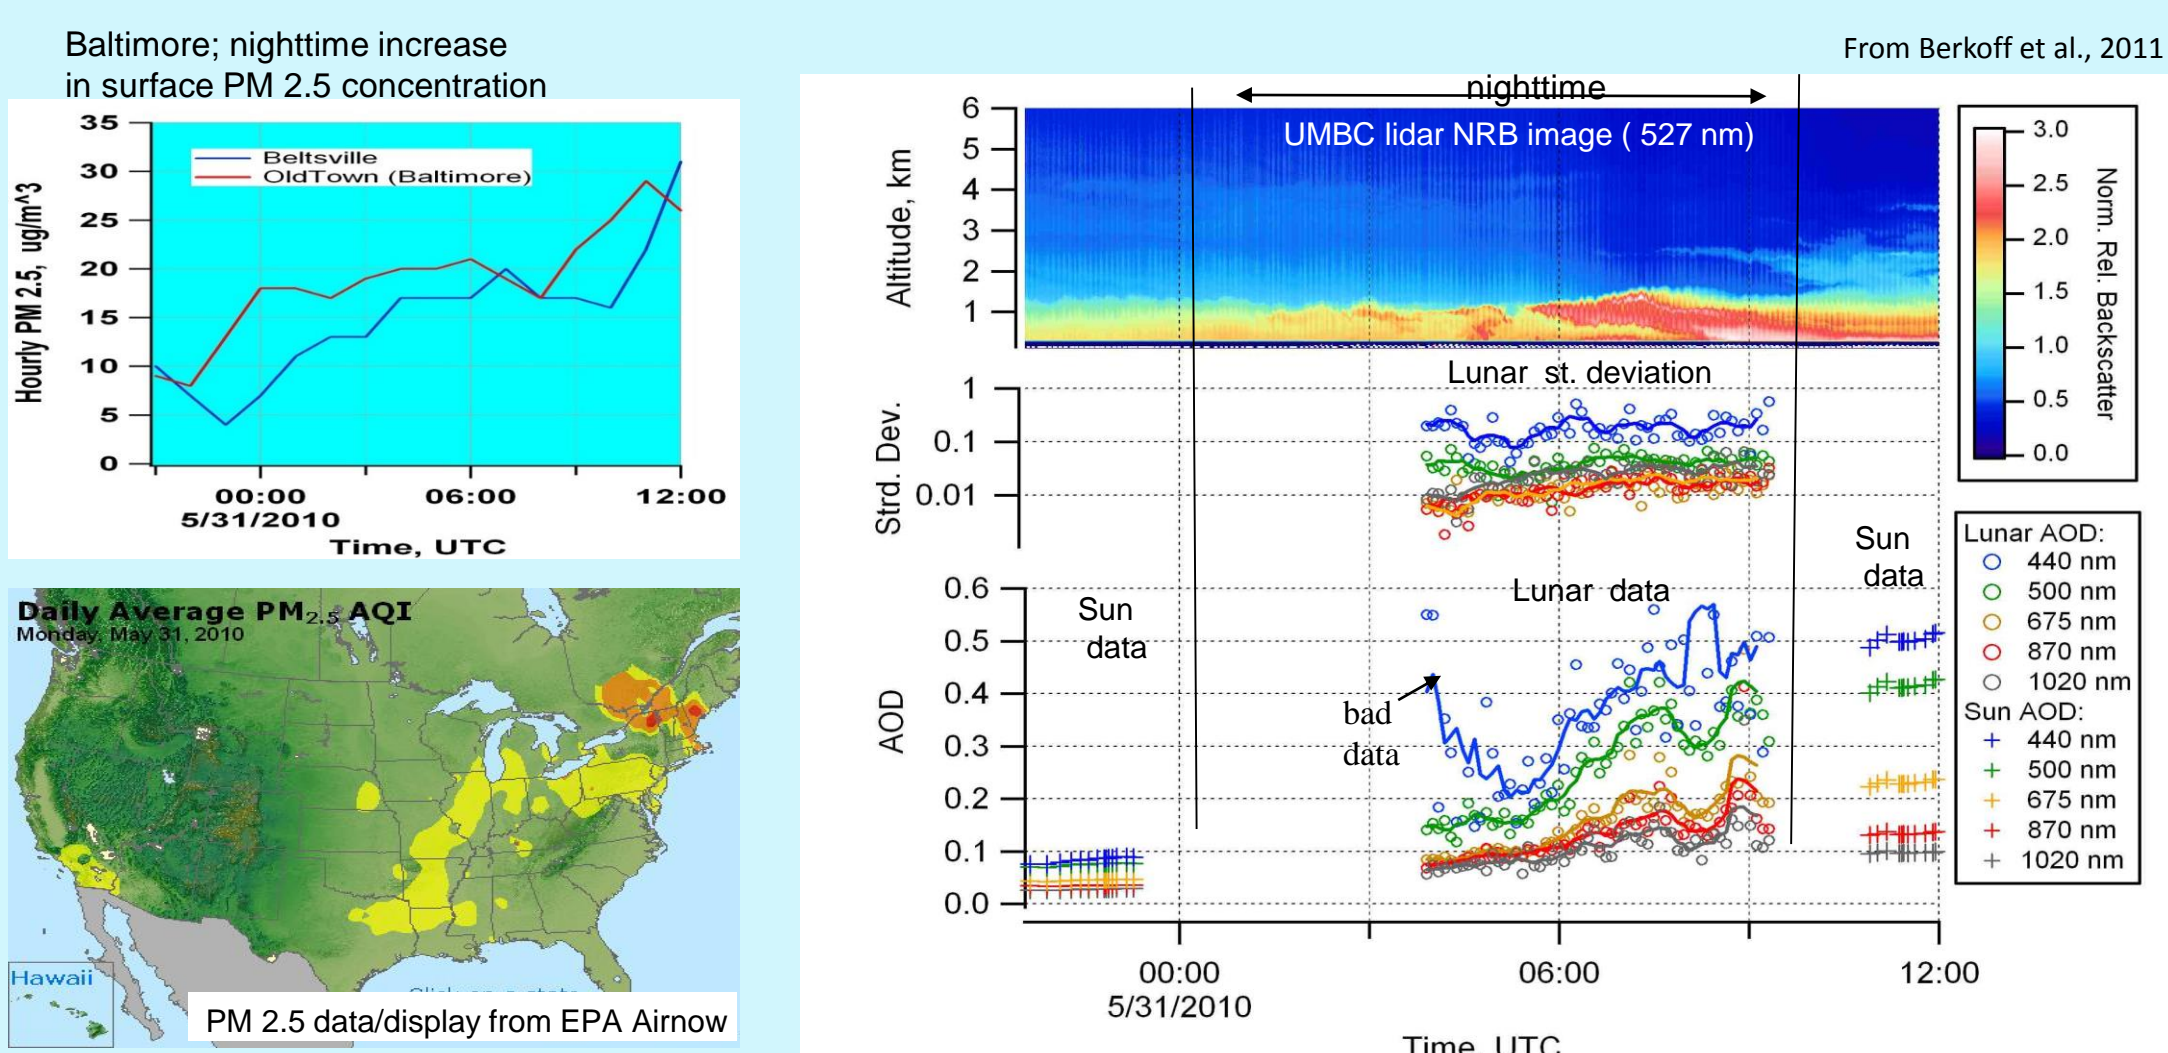 Baltimore; nighttime increase
in surface PM 2.5 concentration
From Berkoff et al., 2011
35
30
25
20
15
10
5
0
Hourly PM 2.5, ug/m^3
Beltsville
OldTown (Baltimore)
00:00
06:00
12:00
5/31/2010
Time, UTC
Daily Average PM2.5 AQI
Monday, May 31, 2010
Hawaii
PM 2.5 data/display from EPA Airnow
nighttime
UMBC lidar NRB image ( 527 nm)
6
5
4
3
2
1
Altitude, km
3.0
2.5
2.0
1.5
1.0
0.5
0.0
Norm. Rel. Backscatter
Lunar st. deviation
1
0.1
0.01
Strd. Dev.
Lunar data
Sun
data
Sun
data
bad
data
0.6
0.5
0.4
0.3
0.2
0.1
0.0
AOD
00:00
06:00
12:00
5/31/2010
Time, UTC
Lunar AOD:
440 nm
500 nm
675 nm
870 nm
1020 nm
Sun AOD:
440 nm
500 nm
675 nm
870 nm
1020 nm